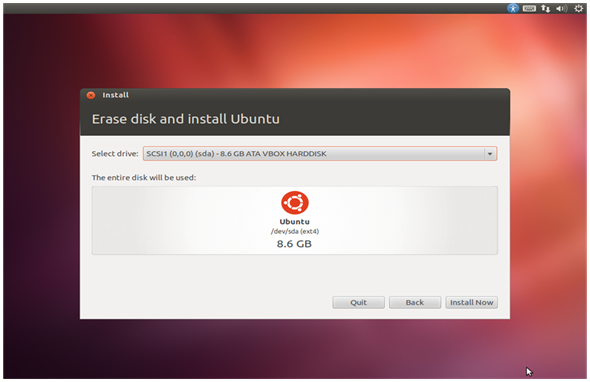 Install
Erase disk and install Ubuntu
Select drive: SCSI1 (0,0,0) (sda) - 8.6 GB ATA VBOX HARDDISK
The entire disk will be used:
Ubuntu
/dev/sda (ext4)
8.6 GB
Quit Back Install Now